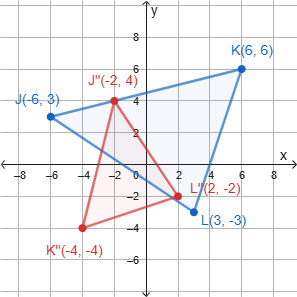 y
8
K(6, 6)
6
J"(-2, 4)
J(-6, 3)
4
2
x
−8 −6 −4 −2 2 4 6 8
L"(2, -2)
−2
L(3, -3)
K"(-4, -4)
−4
−6